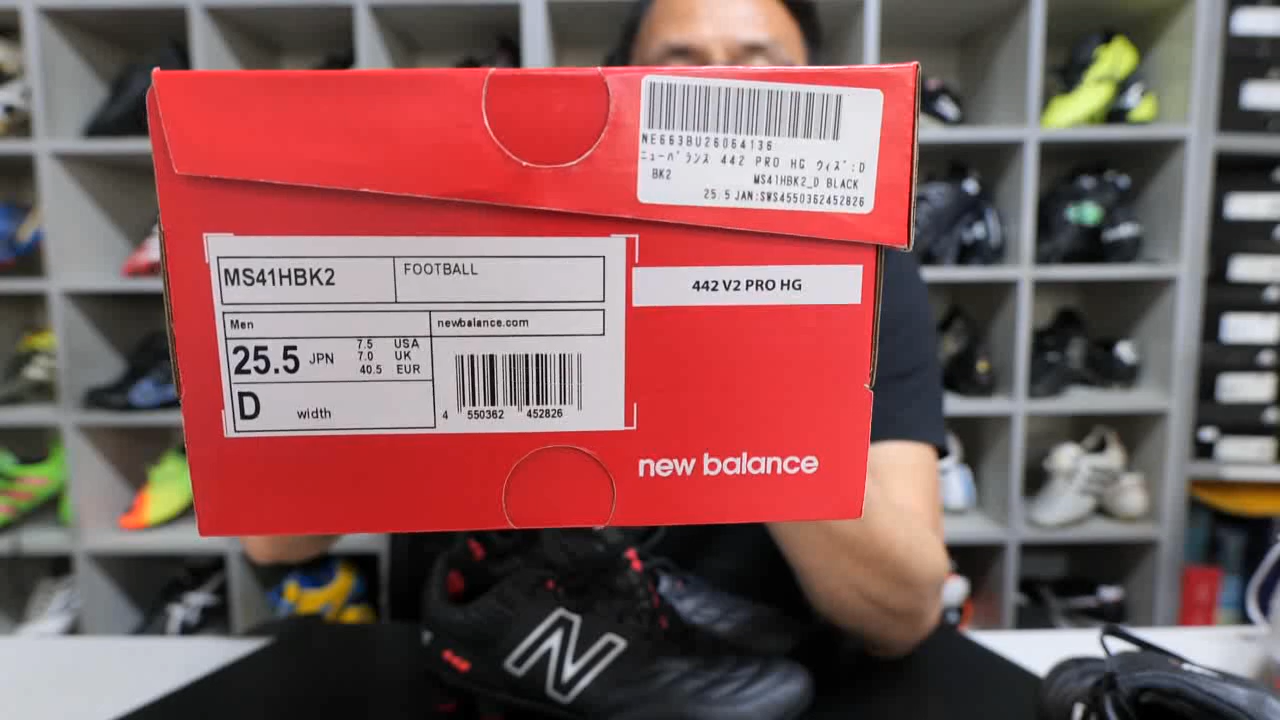 NE663BU26064136
ニューバランス 442 PRO HG ウィズ:D
BK2 MS41HBK2_D BLACK
25.5 JAN:SWS4550362452826
MS41HBK2 FOOTBALL
442 V2 PRO HG
Men newbalance.com
25.5 JPN
7.5 USA
7.0 UK
40.5 EUR
D width
4 550362 452826
new balance
N